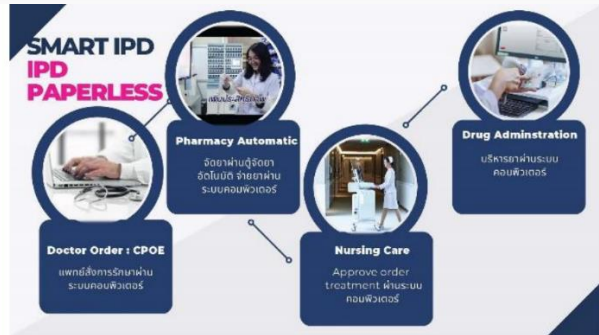 SMART IPD
IPD
PAPERLESS
Doctor Order : CPOE
แพทย์สั่งการรักษาผ่าน
ระบบคอมพิวเตอร์
Pharmacy Automatic
จัดยาผ่านตู้จัดยา
อัตโนมัติ จ่ายยาผ่าน
ระบบคอมพิวเตอร์
Nursing Care
Approve order
treatment ผ่านระบบ
คอมพิวเตอร์
Drug Adminstration
บริหารยาผ่านระบบ
คอมพิวเตอร์